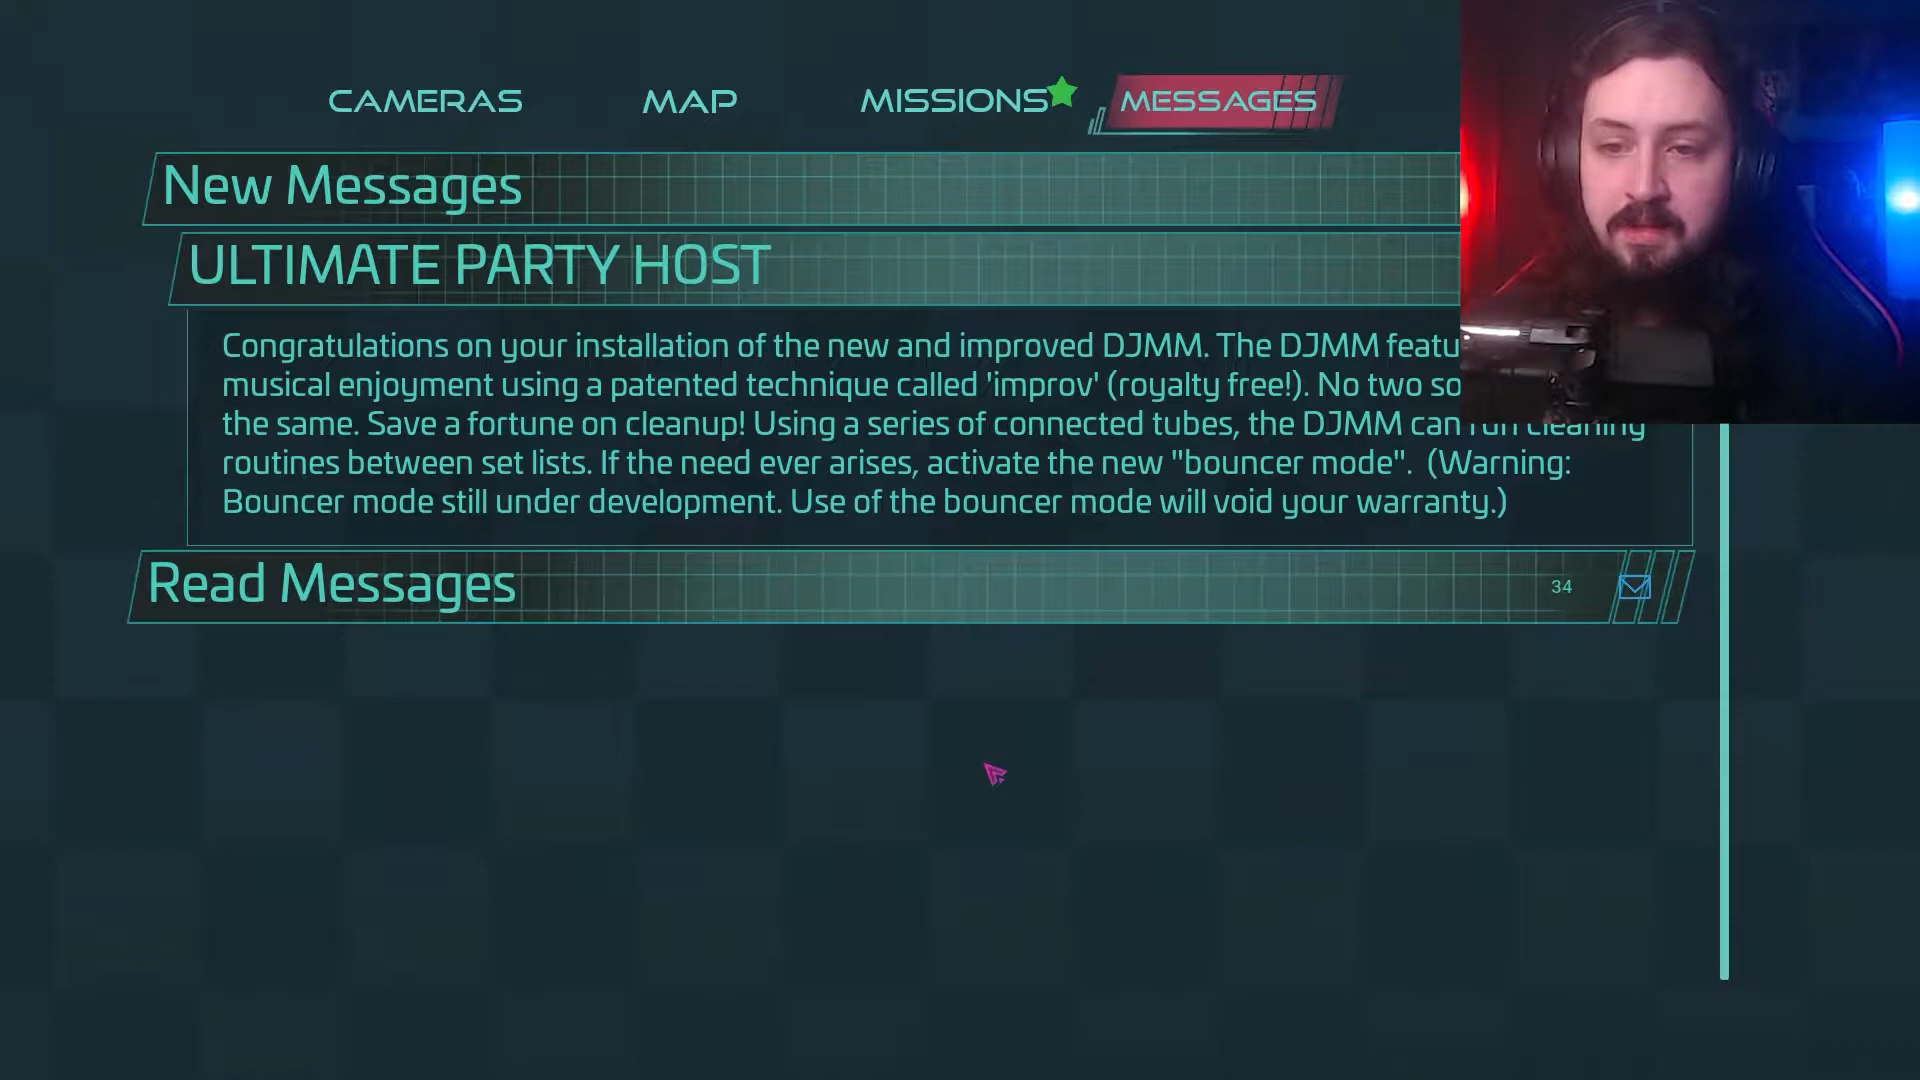 CAMERAS MAP MISSIONS MESSAGES
New Messages
ULTIMATE PARTY HOST
Congratulations on your installation of the new and improved DJMM. The DJMM
musical enjoyment using a patented technique called 'improv' (royalty free!). No two
the same. Save a fortune on cleanup! Using a series of connected tubes, the DJMM can run cleaning
routines between set lists. If the need ever arises, activate the new "bouncer mode". (Warning:
Bouncer mode still under development. Use of the bouncer mode will void your warranty.)
Read Messages 34